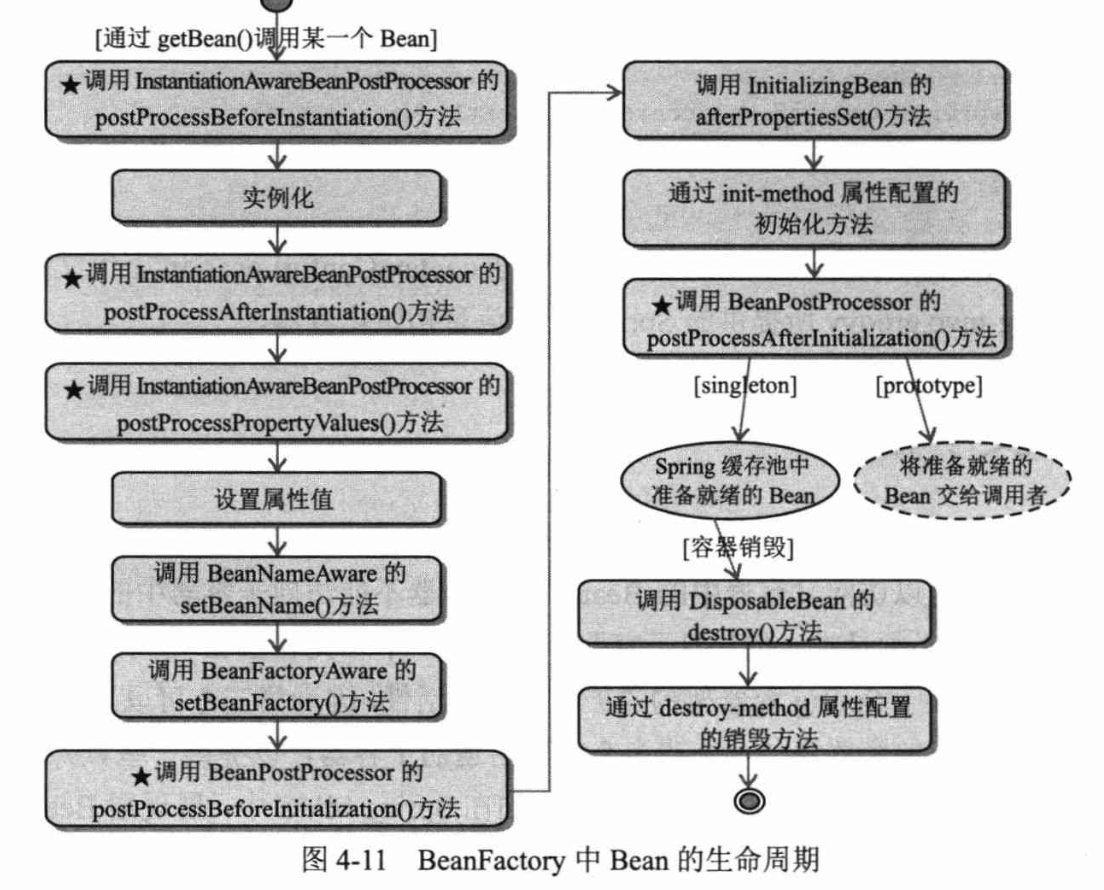 [通过 getBean()调用某一个 Bean]
★调用 InstantiationAwareBeanPostProcessor 的
postProcessBeforeInstantiation()方法
实例化
★调用 InstantiationAwareBeanPostProcessor 的
postProcessAfterInstantiation()方法
★调用 InstantiationAwareBeanPostProcessor 的
postProcessPropertyValues()方法
设置属性值
调用 BeanNameAware 的
setBeanName()方法
调用 BeanFactoryAware 的
setBeanFactory()方法
★调用 BeanPostProcessor 的
postProcessBeforeInitialization()方法
调用 InitializingBean 的
afterPropertiesSet()方法
通过 init-method 属性配置的
初始化方法
★调用 BeanPostProcessor 的
postProcessAfterInitialization()方法
[singleton]
[prototype]
Spring 缓存池中
准备就绪的 Bean
将准备就绪的
Bean 交给调用者
[容器销毁]
调用 DisposableBean 的
destroy()方法
通过 destroy-method 属性配置
的销毁方法
图 4-11 BeanFactory 中 Bean 的生命周期